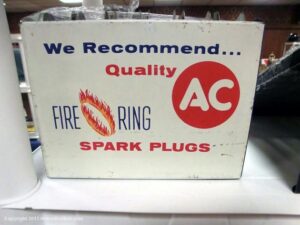 We Recommend...
Quality
AC
FIRE RING
SPARK PLUGS